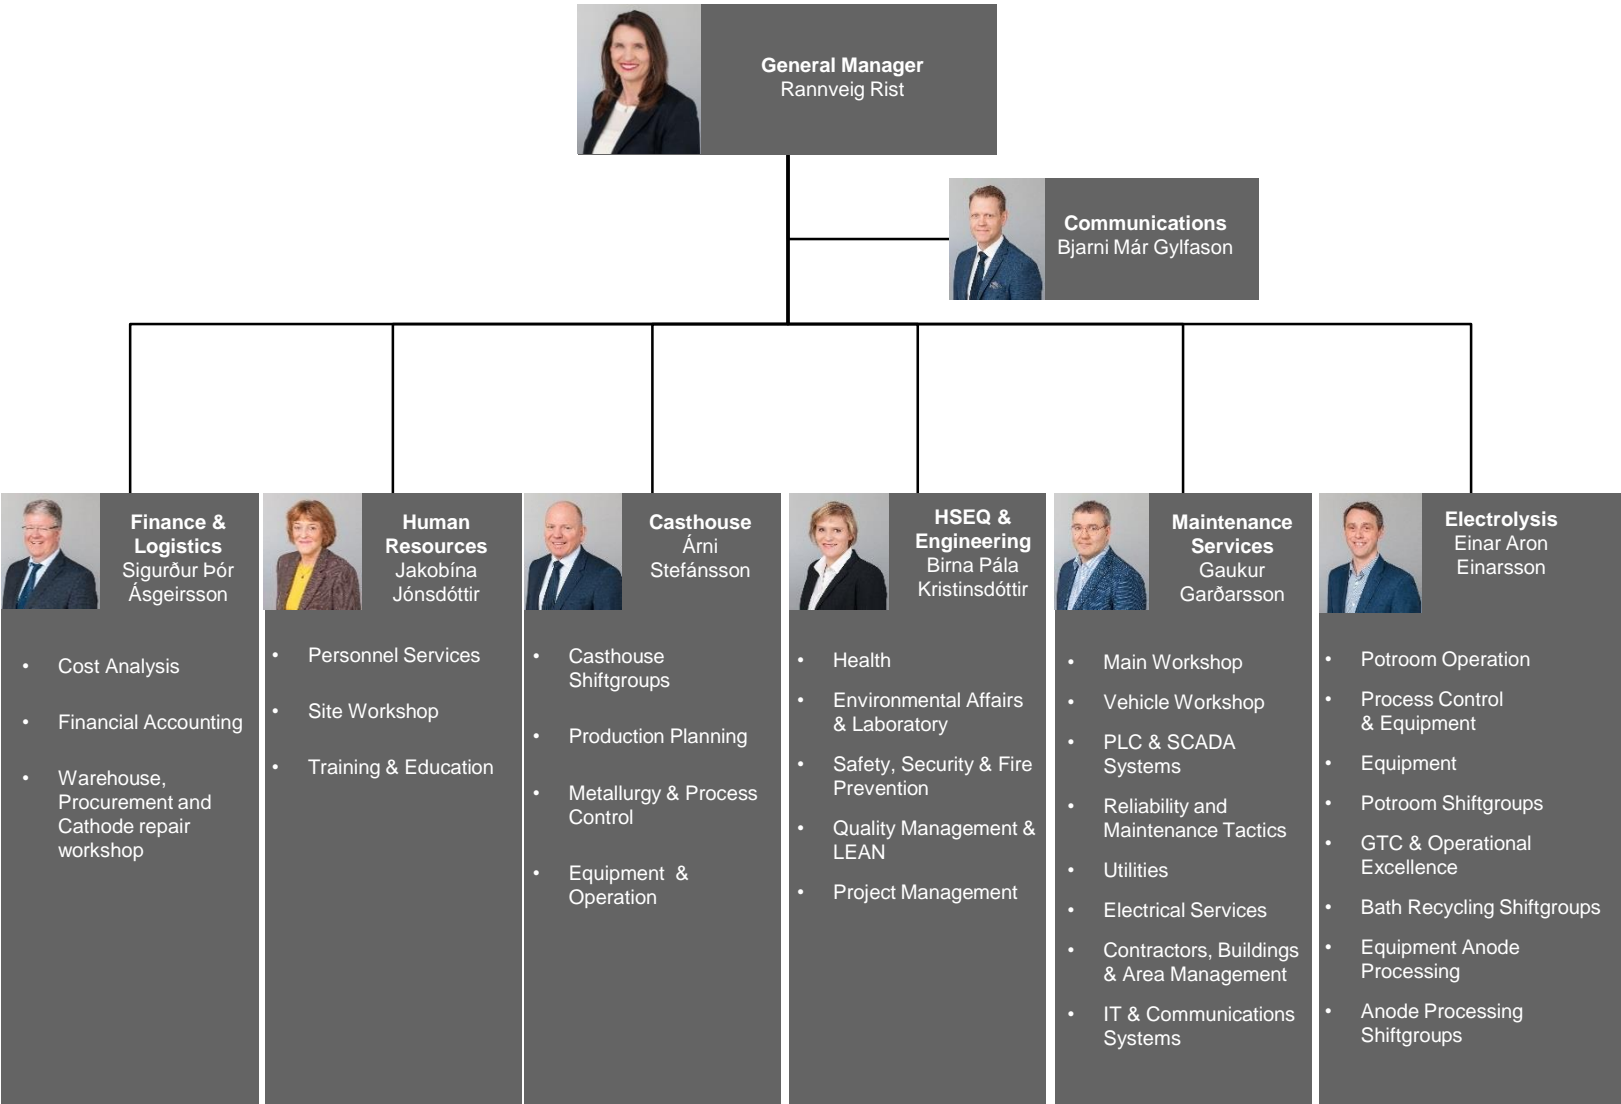 General Manager
Rannveig Rist
Communications
Bjarni Már Gylfason
Finance &
Logistics
Sigurður Þór
Ásgeirsson
• Cost Analysis
• Financial Accounting
• Warehouse,
Procurement and
Cathode repair
workshop
Human
Resources
Jakobína
Jónsdóttir
• Personnel Services
• Site Workshop
• Training & Education
Casthouse
Árni
Stefánsson
• Casthouse
Shiftgroups
• Production Planning
• Metallurgy & Process
Control
• Equipment & 
Operation
HSEQ &
Engineering
Birna Pála
Kristinsdóttir
• Health
• Environmental Affairs
& Laboratory
• Safety, Security & Fire
Prevention
• Quality Management &
LEAN
• Project Management
Maintenance
Services
Gaukur
Garðarsson
• Main Workshop
• Vehicle Workshop
• PLC & SCADA
Systems
• Reliability and
Maintenance Tactics
• Utilities
• Electrical Services
• Contractors, Buildings
& Area Management
• IT & Communications
Systems
Electrolysis
Einar Aron
Einarsson
• Potroom Operation
• Process Control
& Equipment
• Equipment
• Potroom Shiftgroups
• GTC & Operational
Excellence
• Bath Recycling Shiftgroups
• Equipment Anode
Processing
• Anode Processing
Shiftgroups